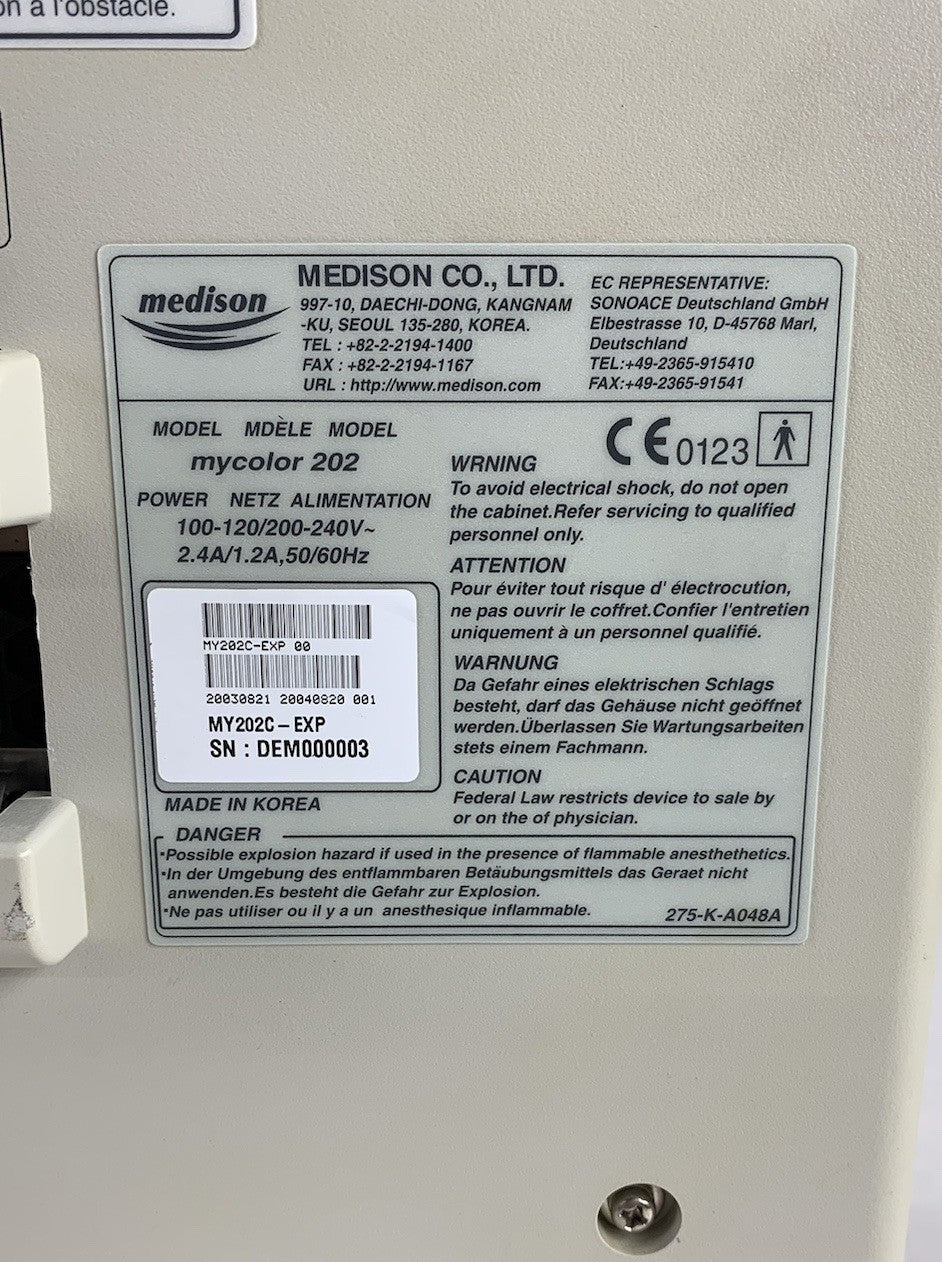 on à l'obstacle.
medison
MEDISON CO., LTD.
997-10, DAECHI-DONG, KANGNAM
-KU, SEOUL 135-280, KOREA.
TEL : +82-2-2194-1400
FAX : +82-2-2194-1167
URL : http://www.medison.com
EC REPRESENTATIVE:
SONOACE Deutschland GmbH
Elbestrasse 10, D-45768 Marl,
Deutschland
TEL:+49-2365-915410
FAX:+49-2365-91541
MODEL MDÈLE MODEL
mycolor 202
POWER NETZ ALIMENTATION
100-120/200-240V~
2.4A/1.2A,50/60Hz
MY202C-EXP 00
20030821 20040820 001
MY202C-EXP
SN : DEM000003
MADE IN KOREA
CE 0123
WRNING
To avoid electrical shock, do not open
the cabinet.Refer servicing to qualified
personnel only.
ATTENTION
Pour éviter tout risque d' électrocution,
ne pas ouvrir le coffret.Confier l'entretien
uniquement à un personnel qualifié.
WARNUNG
Da Gefahr eines elektrischen Schlags
besteht, darf das Gehäuse nicht geöffnet
werden.Überlassen Sie Wartungsarbeiten
stets einem Fachmann.
CAUTION
Federal Law restricts device to sale by
or on the of physician.
DANGER
•Possible explosion hazard if used in the presence of flammable anesthethetics.
•In der Umgebung des entflammbaren Betäubungsmittels das Geraet nicht
anwenden.Es besteht die Gefahr zur Explosion.
•Ne pas utiliser ou il y a un anesthesique inflammable.
275-K-A048A